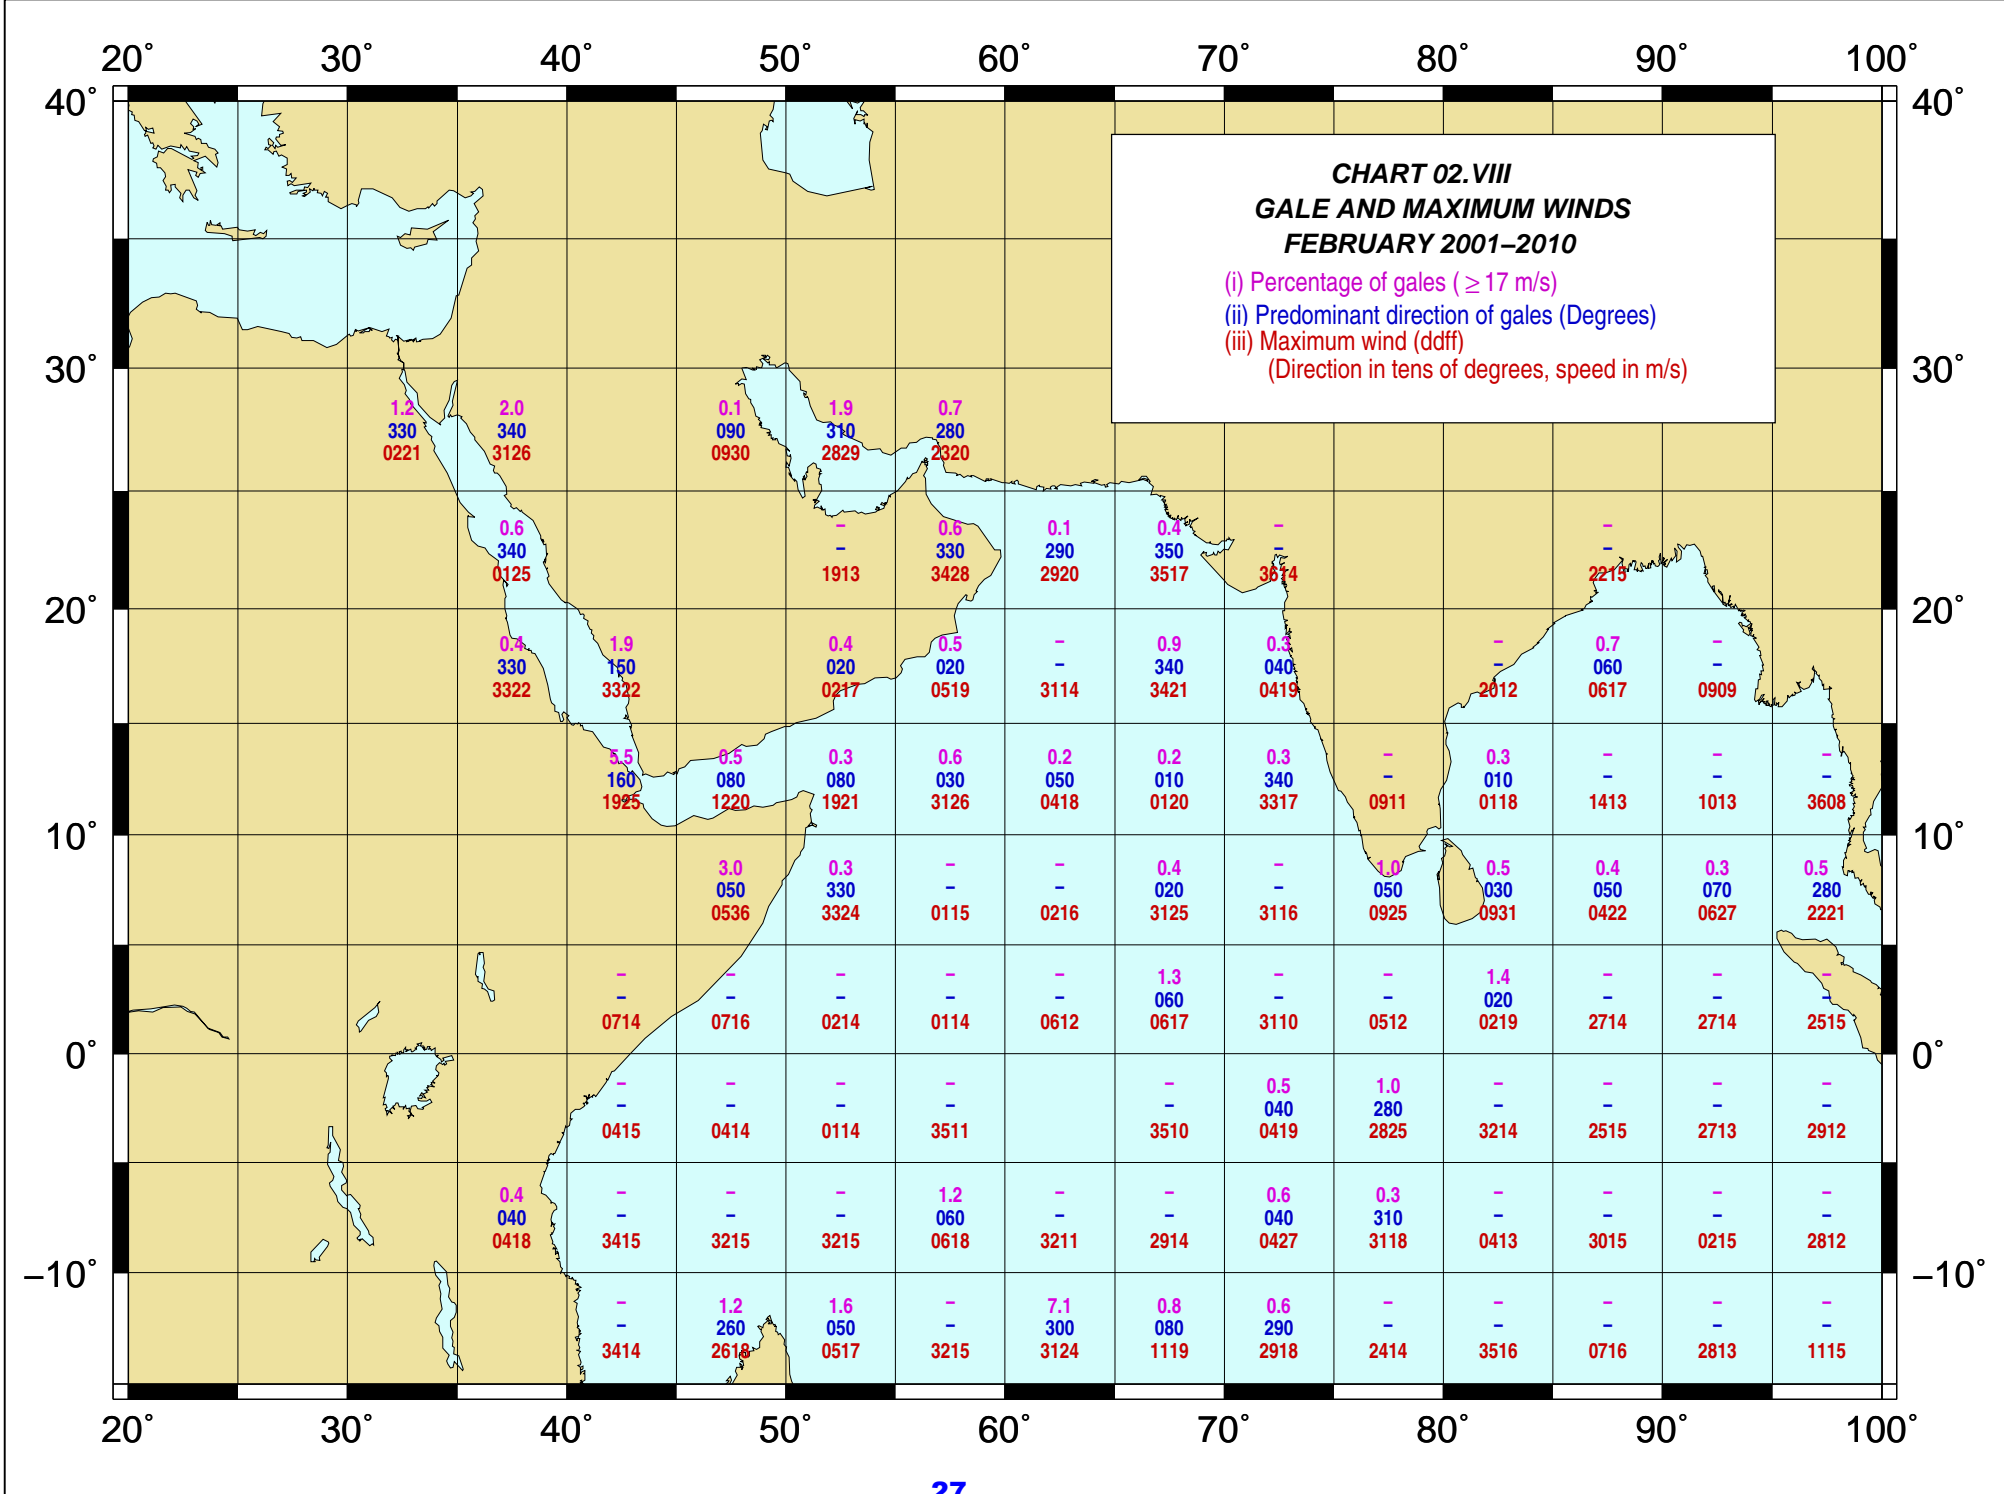 20° 30° 40° 50° 60° 70° 80° 90° 100°
40° 40°
CHART 02.VIII
GALE AND MAXIMUM WINDS
FEBRUARY 2001–2010
(i) Percentage of gales ( ≥ 17 m/s)
(ii) Predominant direction of gales (Degrees)
(iii) Maximum wind (ddff)
(Direction in tens of degrees, speed in m/s)
30° 30°
1.2 2.0 0.1 1.9 0.7
330 340 090 310 280
0221 3126 0930 2829 2320
0.6 – 0.6 0.1 0.4 – –
340 – 330 290 350 – –
0125 1913 3428 2920 3517 3614 2215
20° 20°
0.4 1.9 0.4 0.5 – 0.9 0.3 – 0.7 –
330 150 020 020 – 340 040 – 060 –
3322 3322 0217 0519 3114 3421 0419 2012 0617 0909
5.5 0.5 0.3 0.6 0.2 0.2 0.3 – 0.3 – – –
160 080 080 030 050 010 340 – 010 – – –
1925 1220 1921 3126 0418 0120 3317 0911 0118 1413 1013 3608
10° 10°
3.0 0.3 – – 0.4 – 1.0 0.5 0.4 0.3 0.5
050 330 – – 020 – 050 030 050 070 280
0536 3324 0115 0216 3125 3116 0925 0931 0422 0627 2221
– – – – – 1.3 – – 1.4 – – –
– – – – – 060 – – 020 – – –
0714 0716 0214 0114 0612 0617 3110 0512 0219 2714 2714 2515
0° 0°
– – – – – 0.5 1.0 – – – –
– – – – – 040 280 – – – –
0415 0414 0114 3511 3510 0419 2825 3214 2515 2713 2912
0.4 – – – 1.2 – – 0.6 0.3 – – – –
040 – – – 060 – – 040 310 – – – –
0418 3415 3215 3215 0618 3211 2914 0427 3118 0413 3015 0215 2812
–10° –10°
– 1.2 1.6 – 7.1 0.8 0.6 – – – – –
– 260 050 – 300 080 290 – – – – –
3414 2618 0517 3215 3124 1119 2918 2414 3516 0716 2813 1115
20° 30° 40° 50° 60° 70° 80° 90° 100°
27